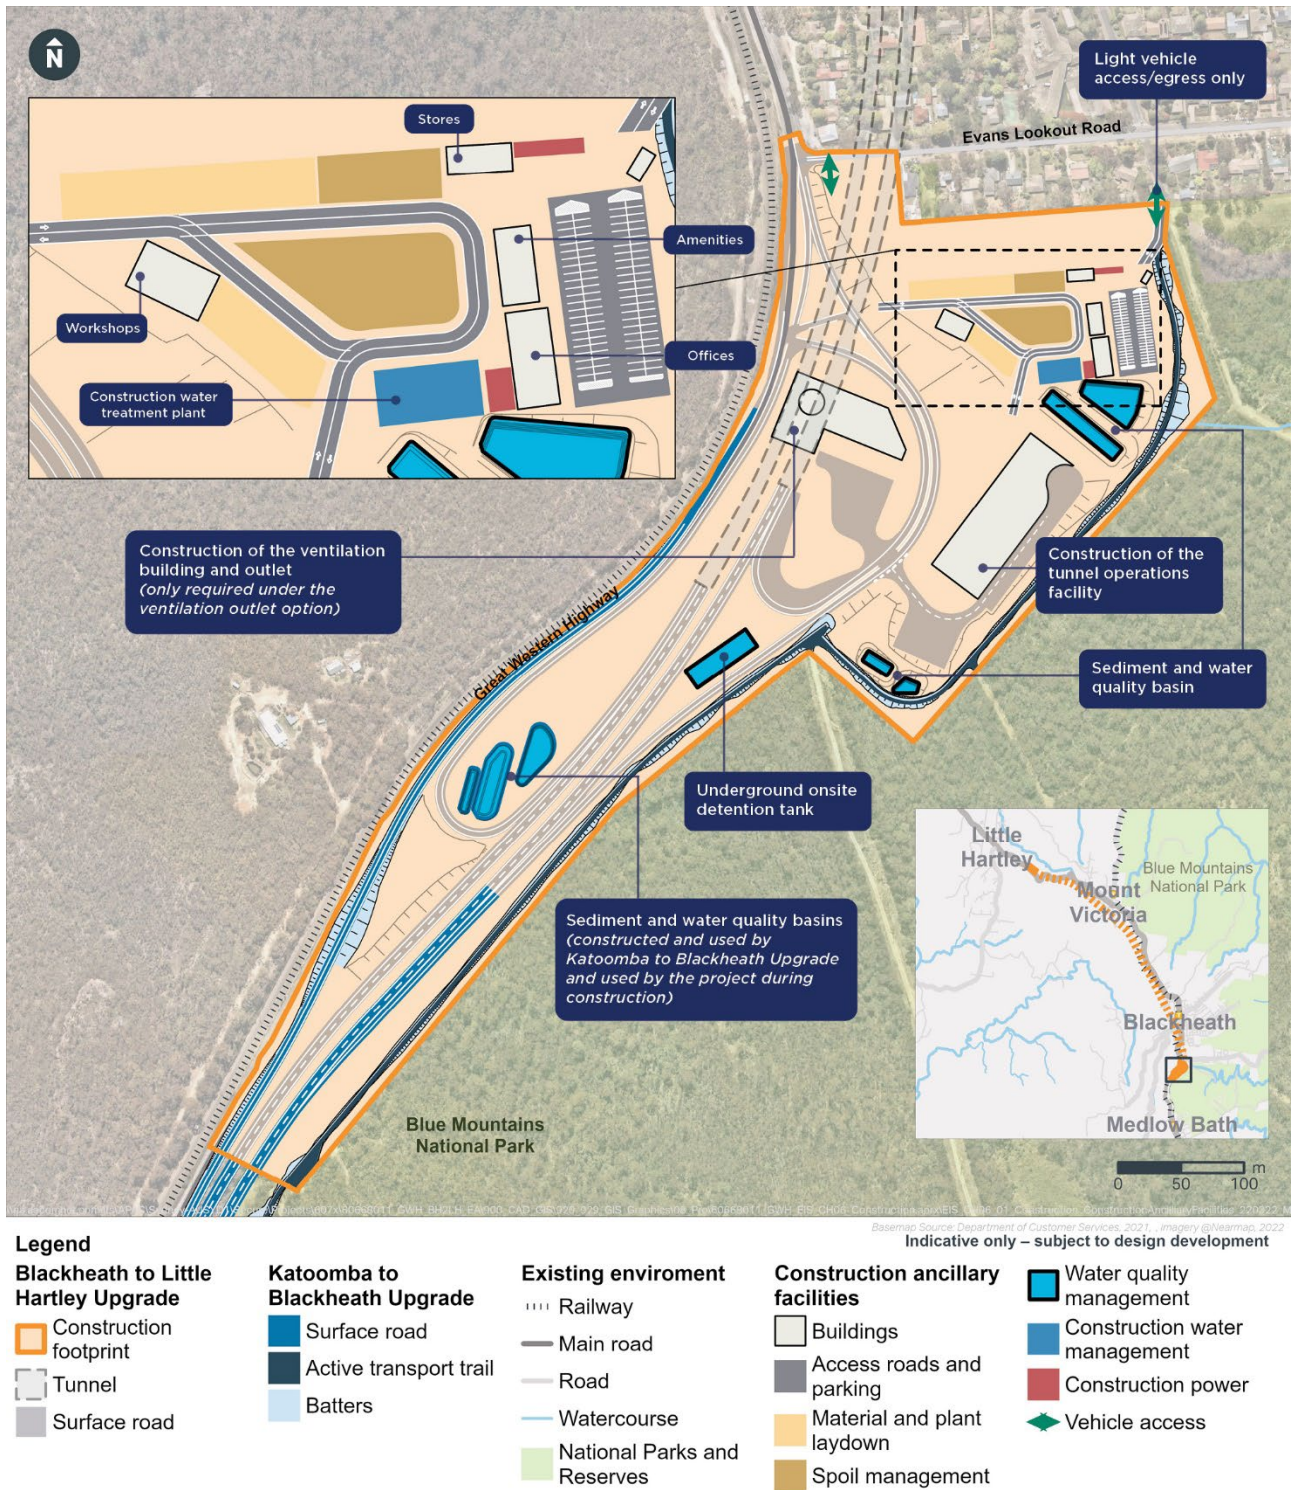 N
Light vehicle
access/egress only
Evans Lookout Road
Stores
Amenities
Workshops
Offices
Construction water
treatment plant
Construction of the ventilation
building and outlet
(only required under the
ventilation outlet option)
Great Western Highway
Construction of the
tunnel operations
facility
Sediment and water
quality basin
Underground onsite
detention tank
Sediment and water quality basins
(constructed and used by
Katoomba to Blackheath Upgrade
and used by the project during
construction)
Blue Mountains
National Park
Little
Hartley
Mount
Victoria
Blue Mountains
National Park
Blackheath
Medlow Bath
0 50 100 m
Basemap Source: Department of Customer Services, 2021, , imagery @Nearmap, 2022
Indicative only – subject to design development
Legend
Blackheath to Little
Hartley Upgrade
Construction
footprint
Tunnel
Surface road
Katoomba to
Blackheath Upgrade
Surface road
Active transport trail
Batters
Existing enviroment
Railway
Main road
Road
Watercourse
National Parks and
Reserves
Construction ancillary
facilities
Buildings
Access roads and
parking
Material and plant
laydown
Spoil management
Water quality
management
Construction water
management
Construction power
Vehicle access